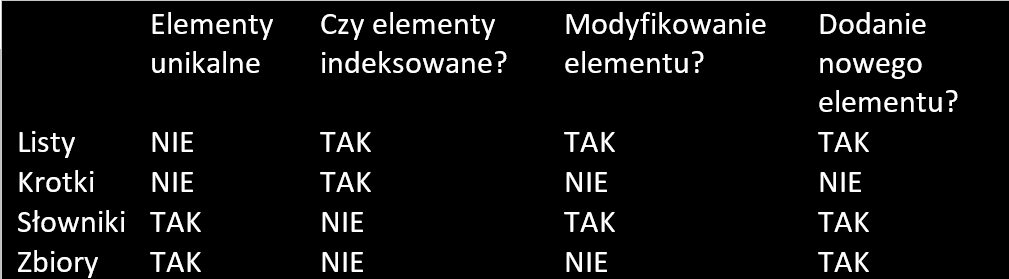 Elementy Czy elementy Modyfikowanie Dodanie
unikalne indeksowane? elementu? nowego
elementu?
Listy NIE TAK TAK TAK
Krotki NIE TAK NIE NIE
Słowniki TAK NIE TAK TAK
Zbiory TAK NIE NIE TAK